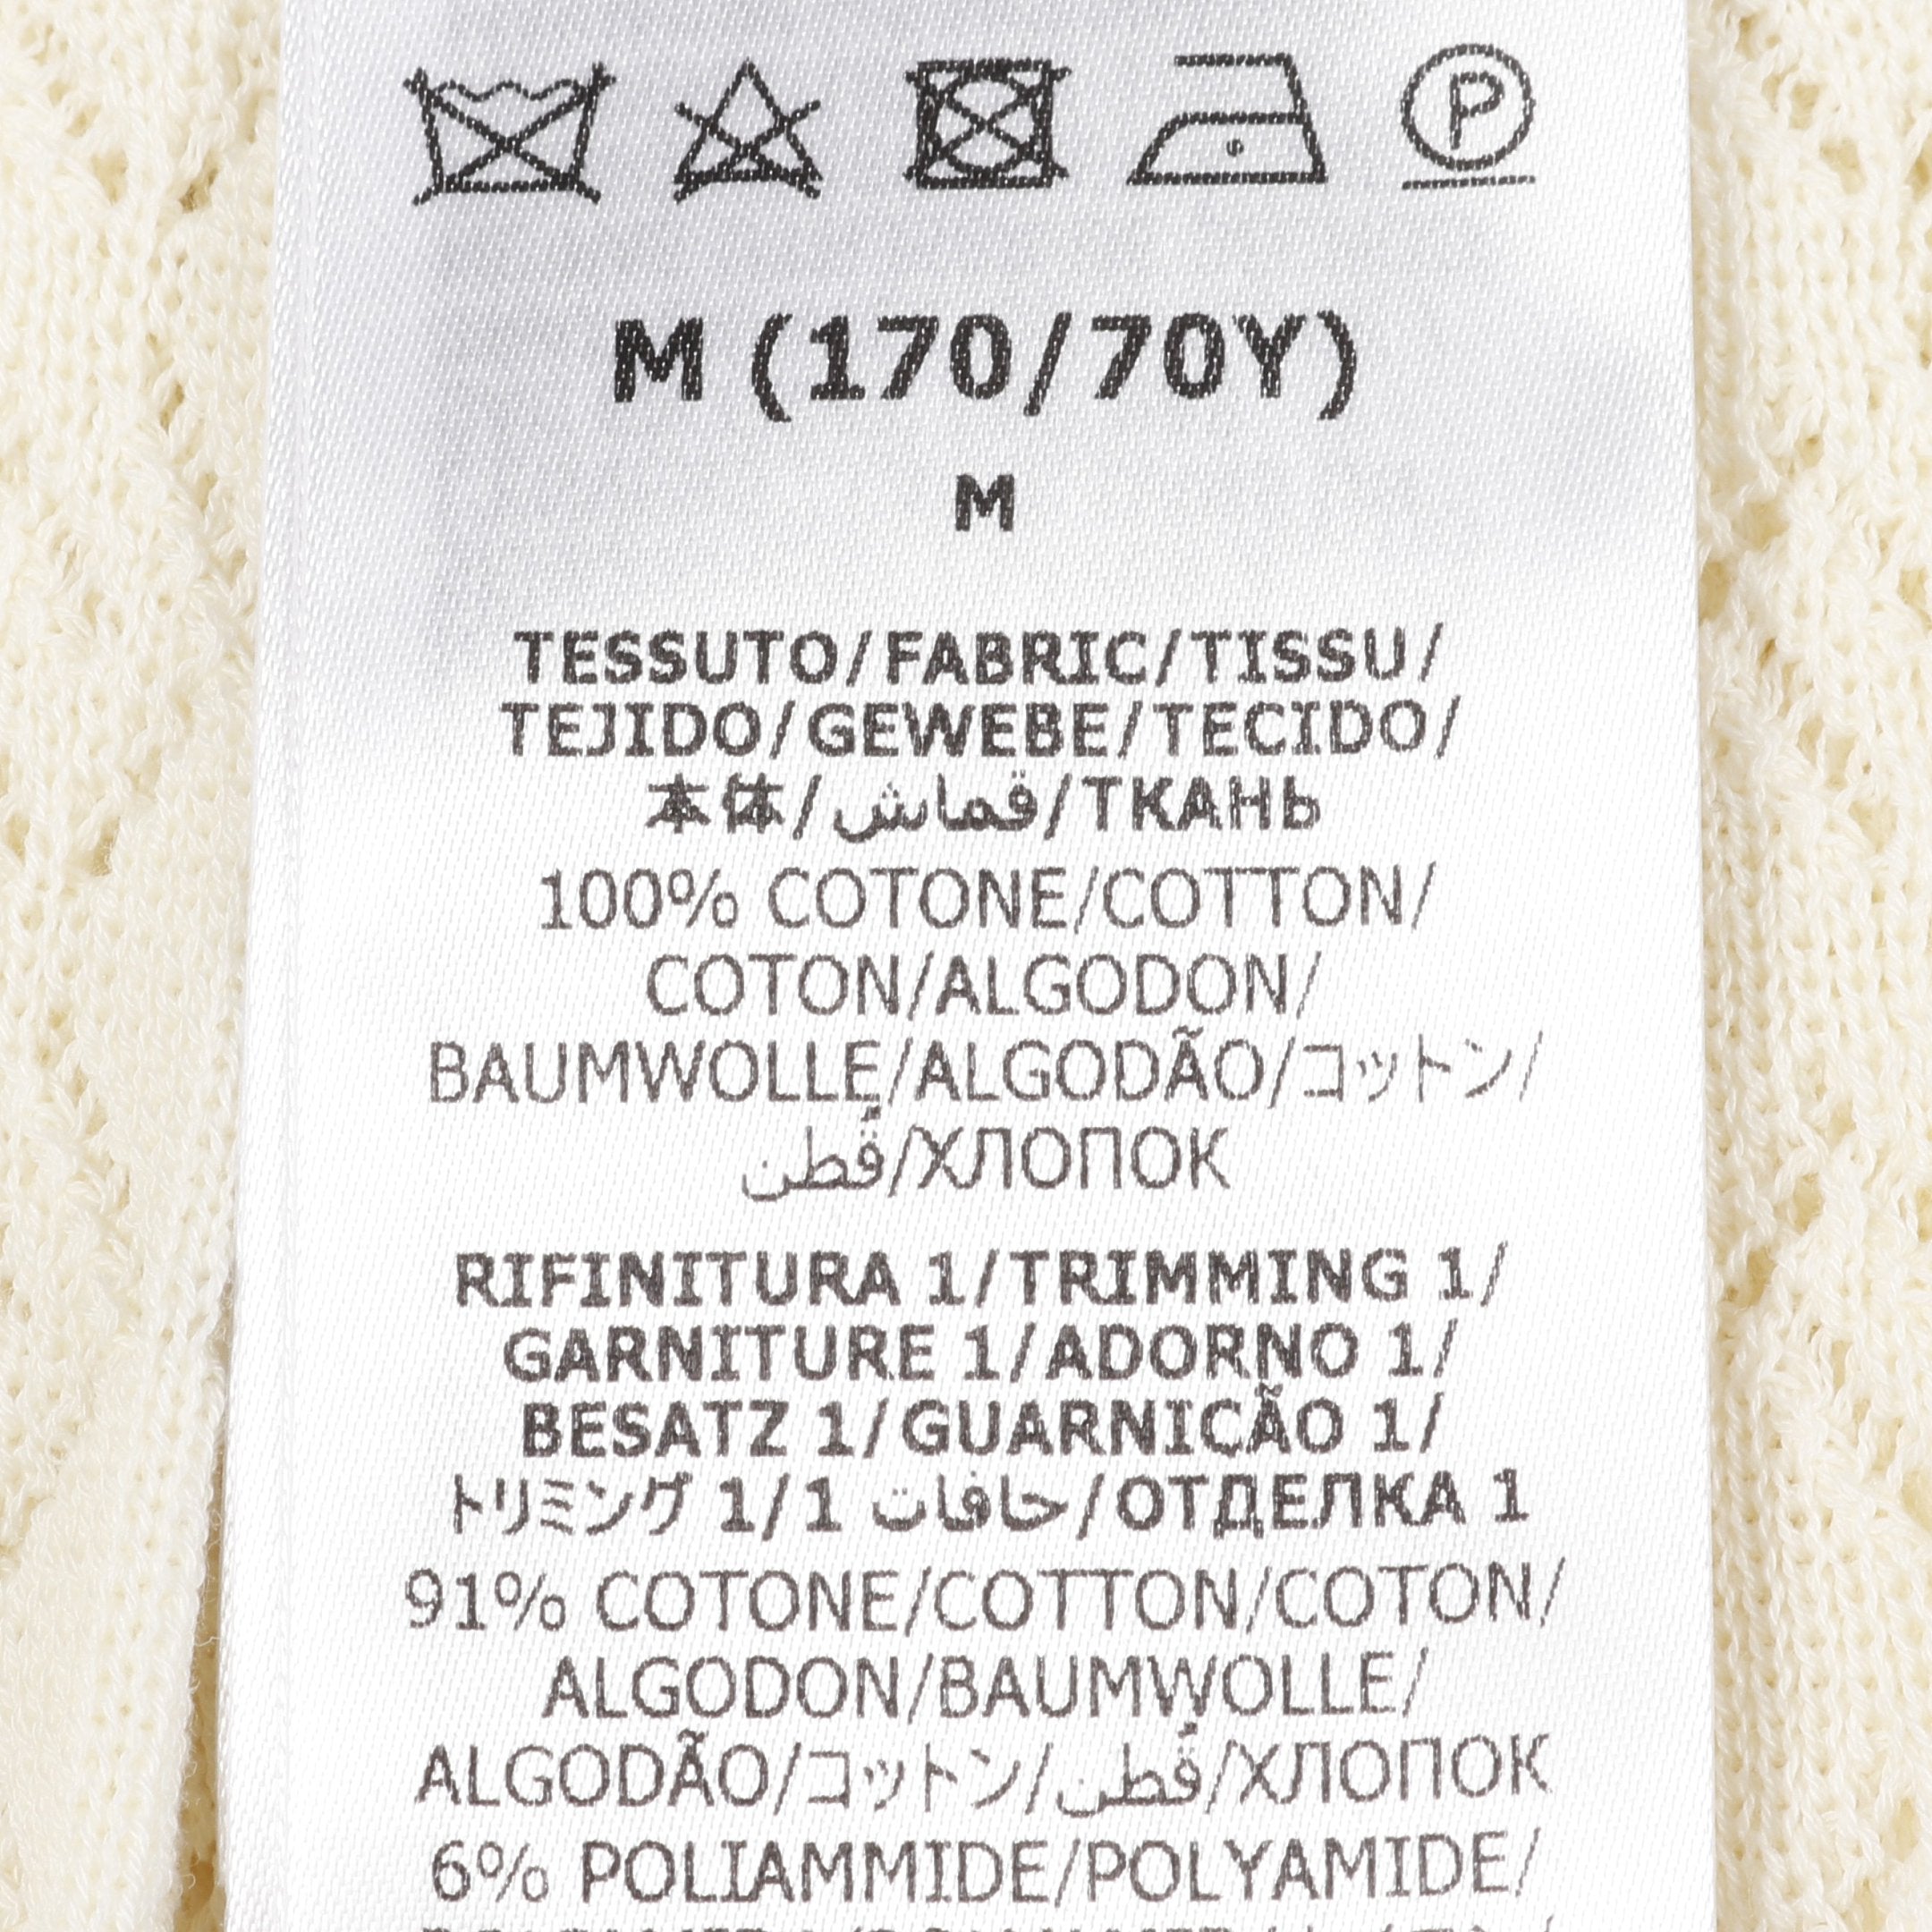 P
M (170/70Y)
M
TESSUTO/FABRIC/TISSU/
TEJIDO/GEWEBE/TECIDO/
本体/قماش/ТКАНЬ
100% COTONE/COTTON/
COTON/ALGODON/
BAUMWOLLE/ALGODÃO/コットン/
قُطن/ХЛОПОК
RIFINITURA 1/TRIMMING 1/
GARNITURE 1/ADORNO 1/
BESATZ 1/GUARNIÇÃO 1/
トリミング 1/1 حافات/ОТДЕЛКА 1
91% COTONE/COTTON/COTON/
ALGODON/BAUMWOLLE/
ALGODÃO/コットン/قُطن/ХЛОПОК
6% POLIAMMIDE/POLYAMIDE/